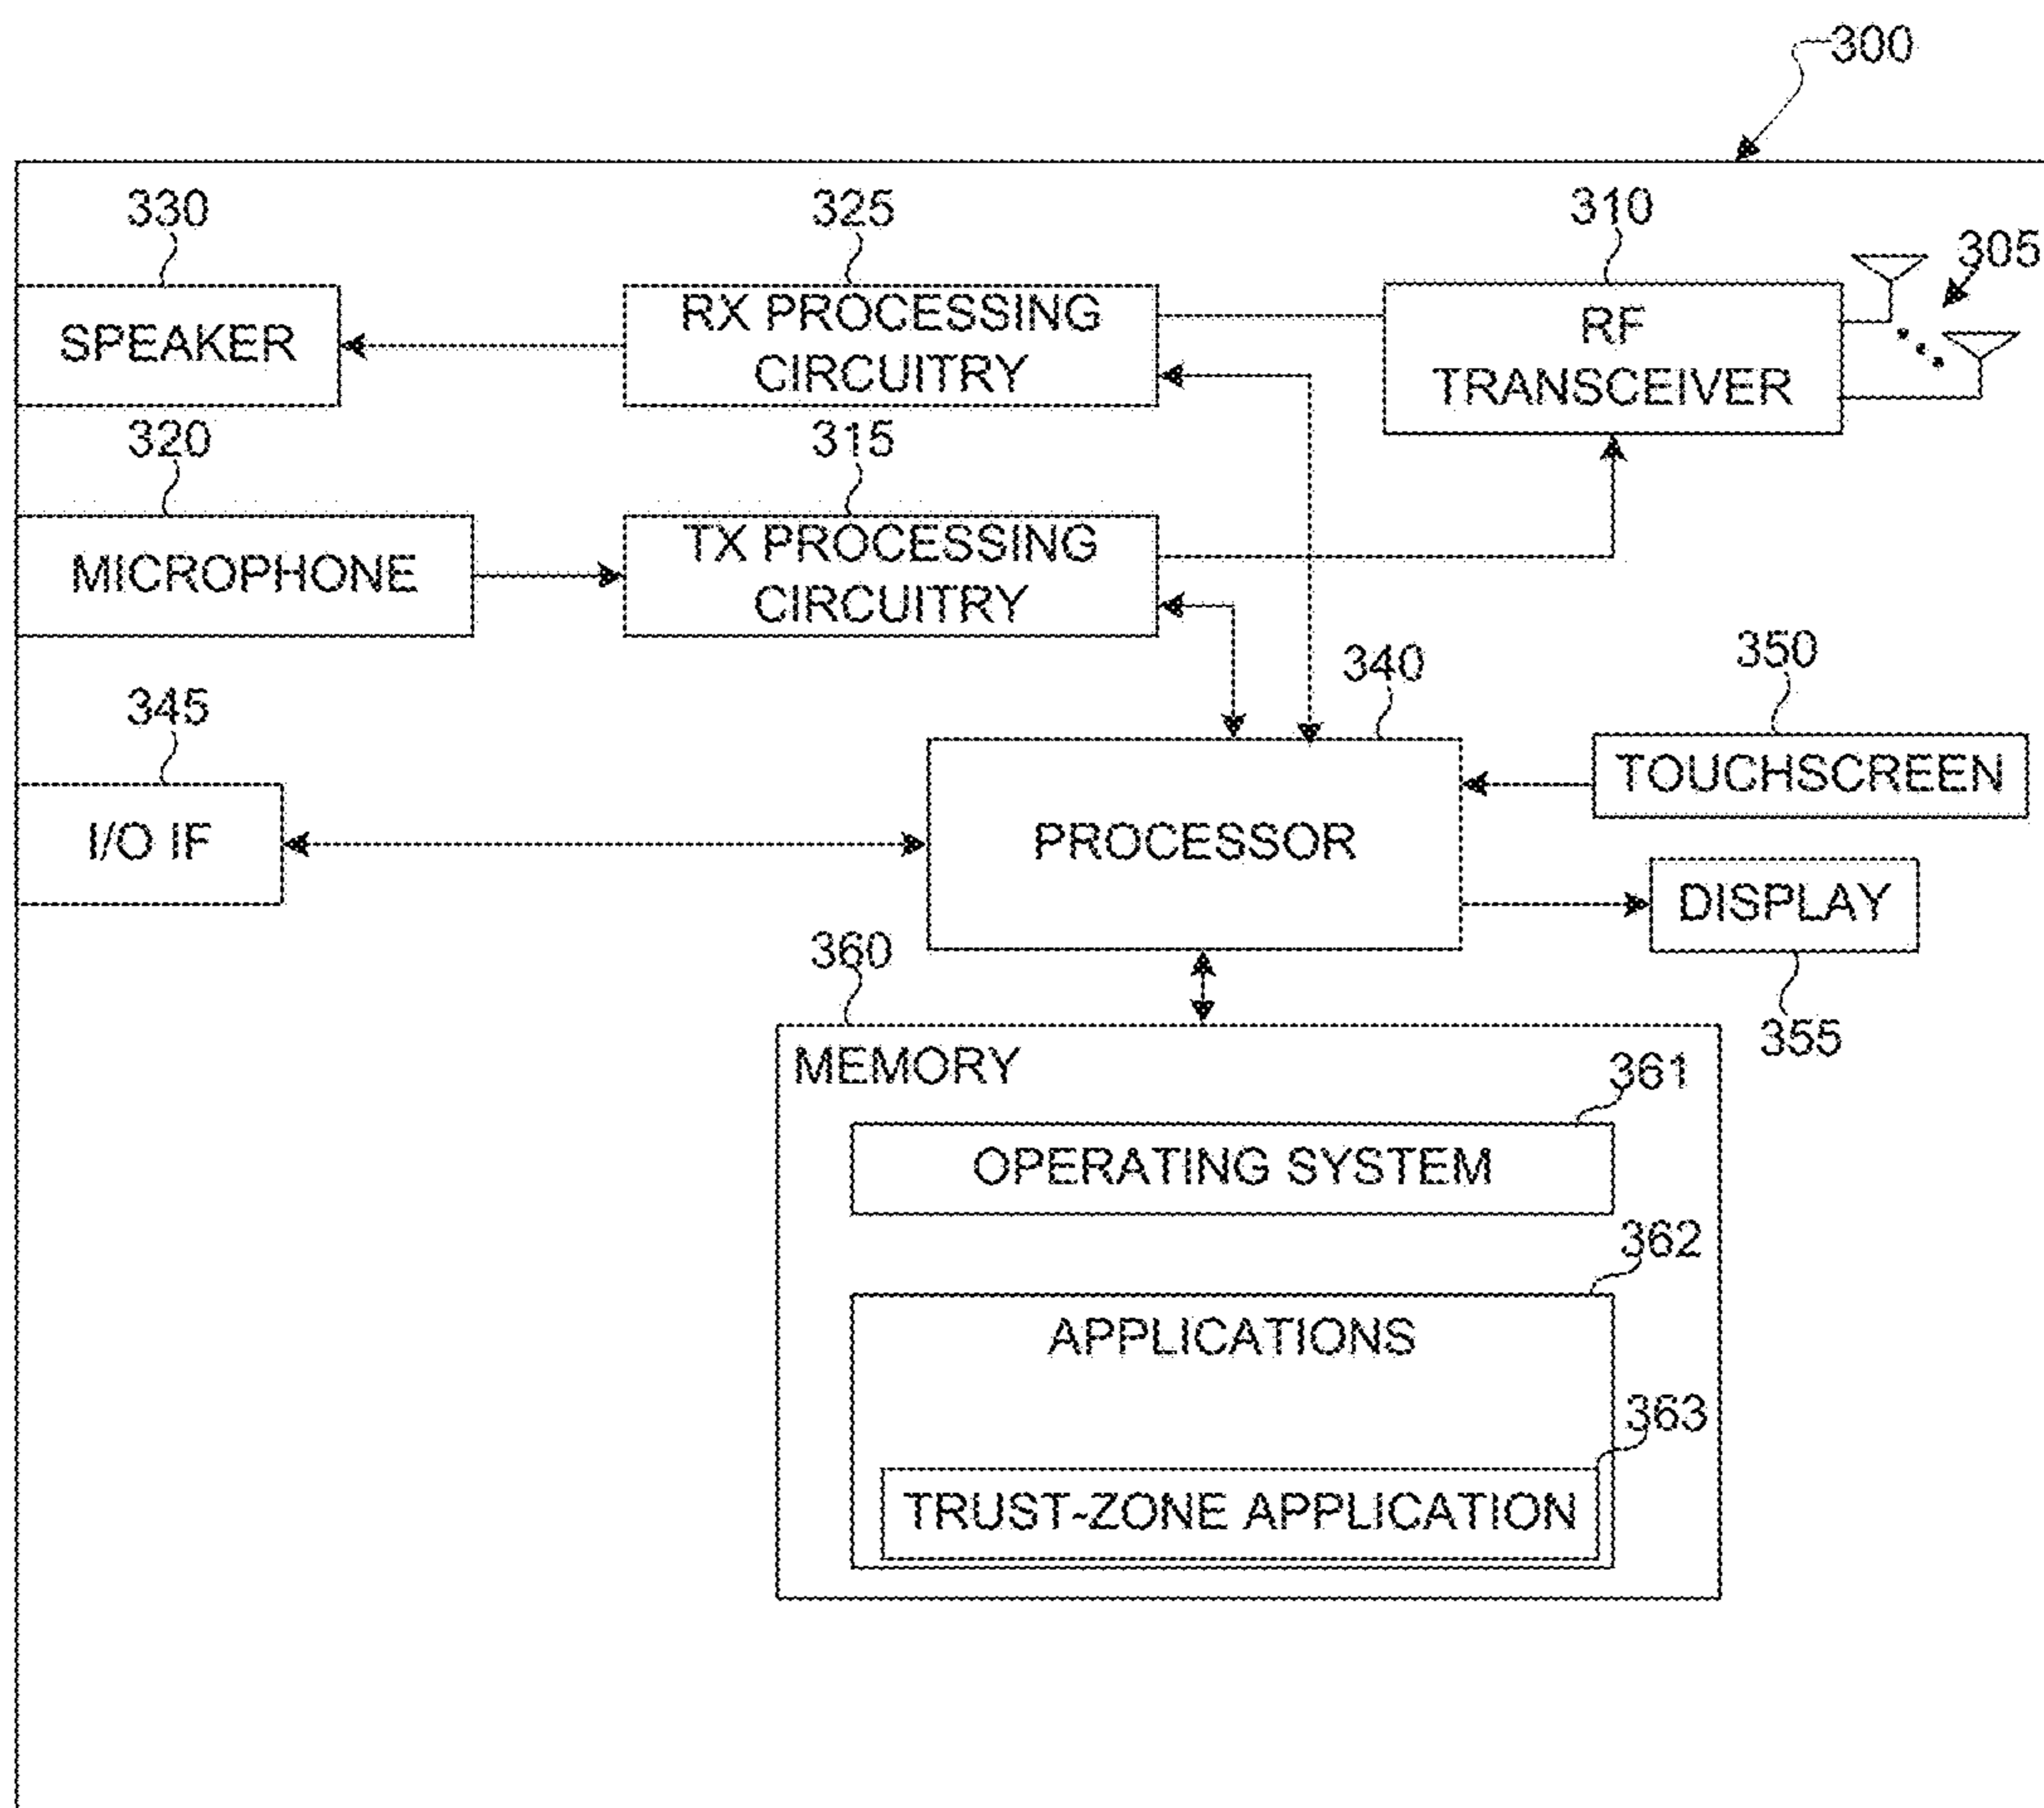 300
330
325
310
305
SPEAKER
RX PROCESSING
CIRCUITRY
RF
TRANSCEIVER
320
315
MICROPHONE
TX PROCESSING
CIRCUITRY
340
350
345
TOUCHSCREEN
I/O IF
PROCESSOR
DISPLAY
360
355
MEMORY
361
OPERATING SYSTEM
362
APPLICATIONS
363
TRUST-ZONE APPLICATION